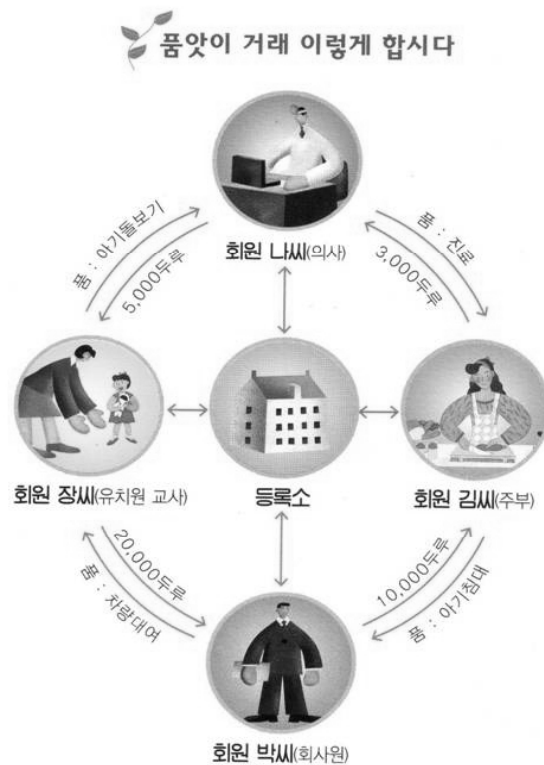 품앗이 거래 이렇게 합시다
회원 나씨(의사)
품 : 아기돌보기
5,000두루
품 : 진료
3,000두루
회원 장씨(유치원 교사)
등록소
회원 김씨(주부)
20,000두루
품 : 차량대여
10,000두루
품 : 아기침대
회원 박씨(회사원)